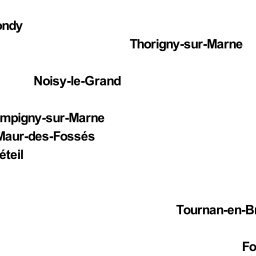 ondy
Thorigny-sur-Marne
Noisy-le-Grand
mpigny-sur-Marne
Maur-des-Fossés
éteil
Tournan-en-Br
Fo